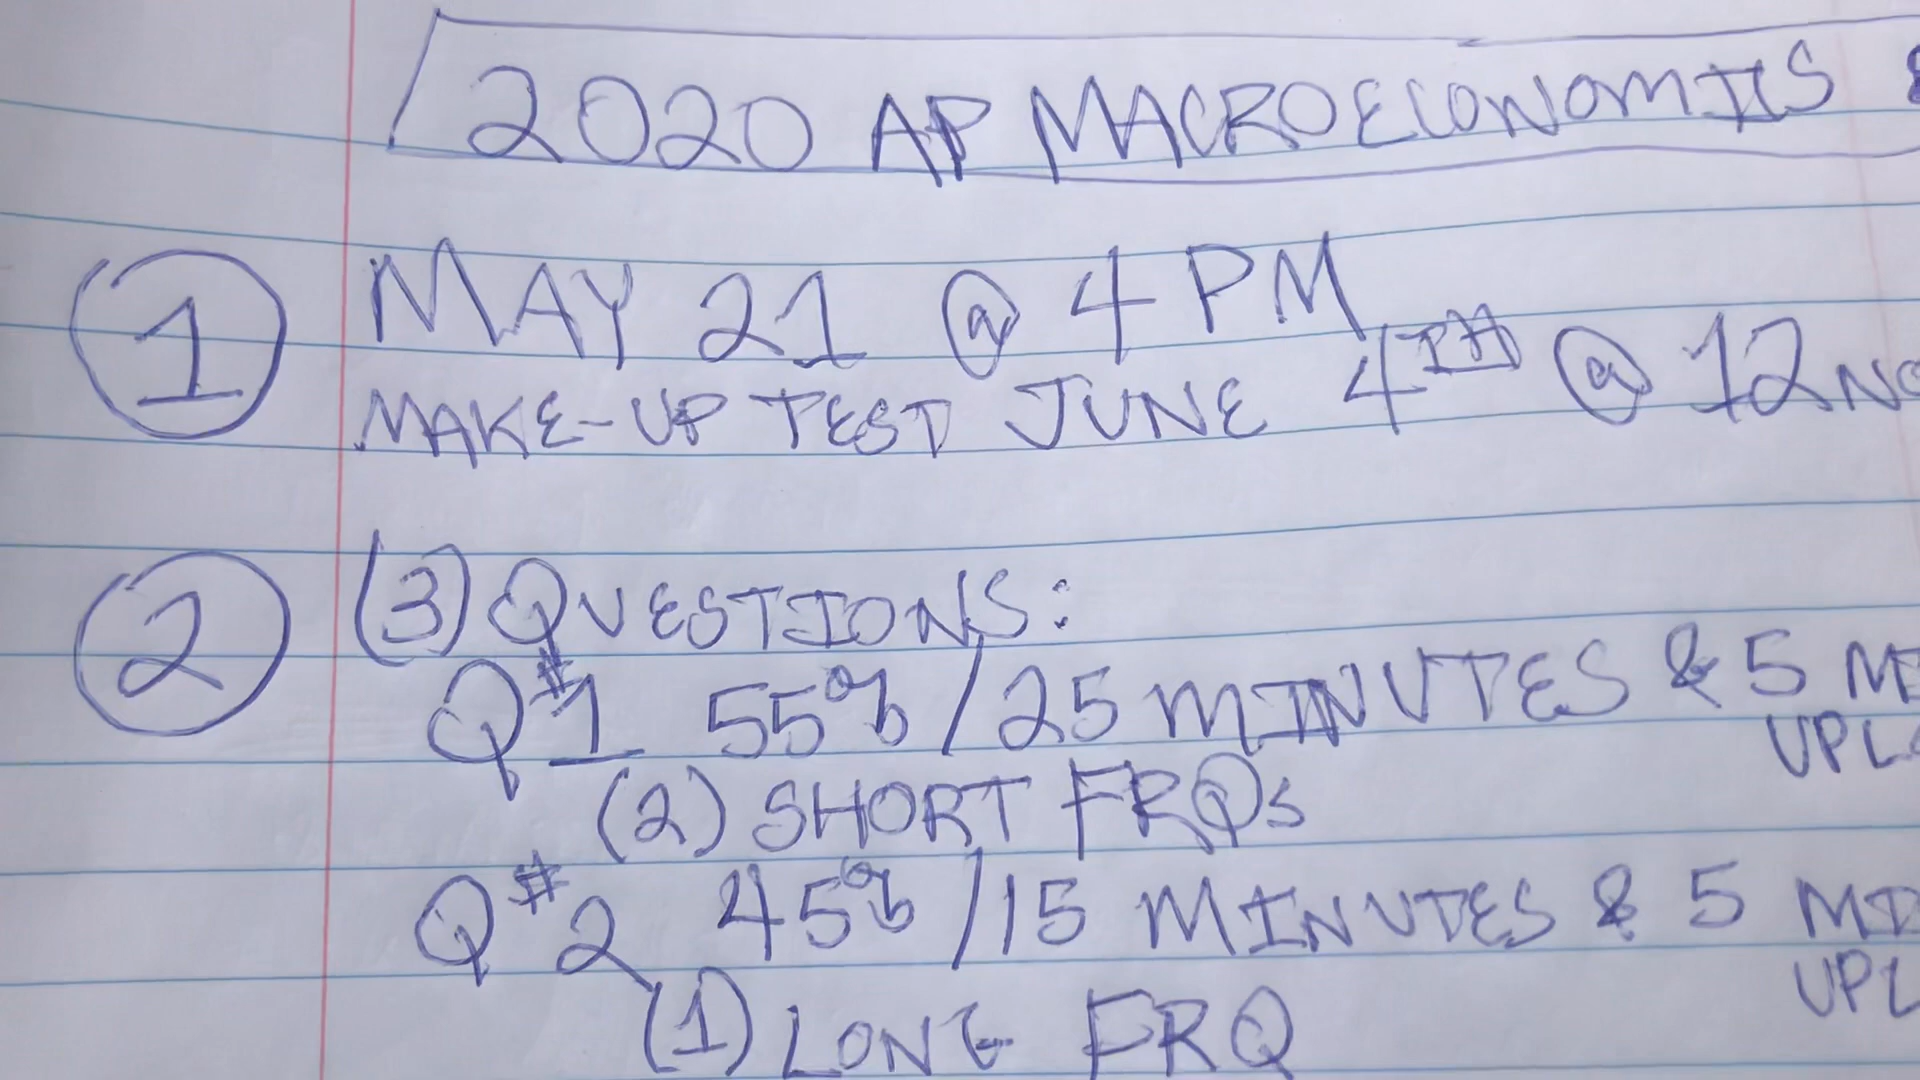 2020 AP MACROECONOMICS
1 MAY 21 @ 4 PM
MAKE-UP TEST JUNE 4TH @ 12
2 (3) QUESTIONS:
Q#1 55% / 25 MINUTES & 5
(2) SHORT FRQs
Q#2 45% / 15 MINUTES & 5
(1) LONG FRQ